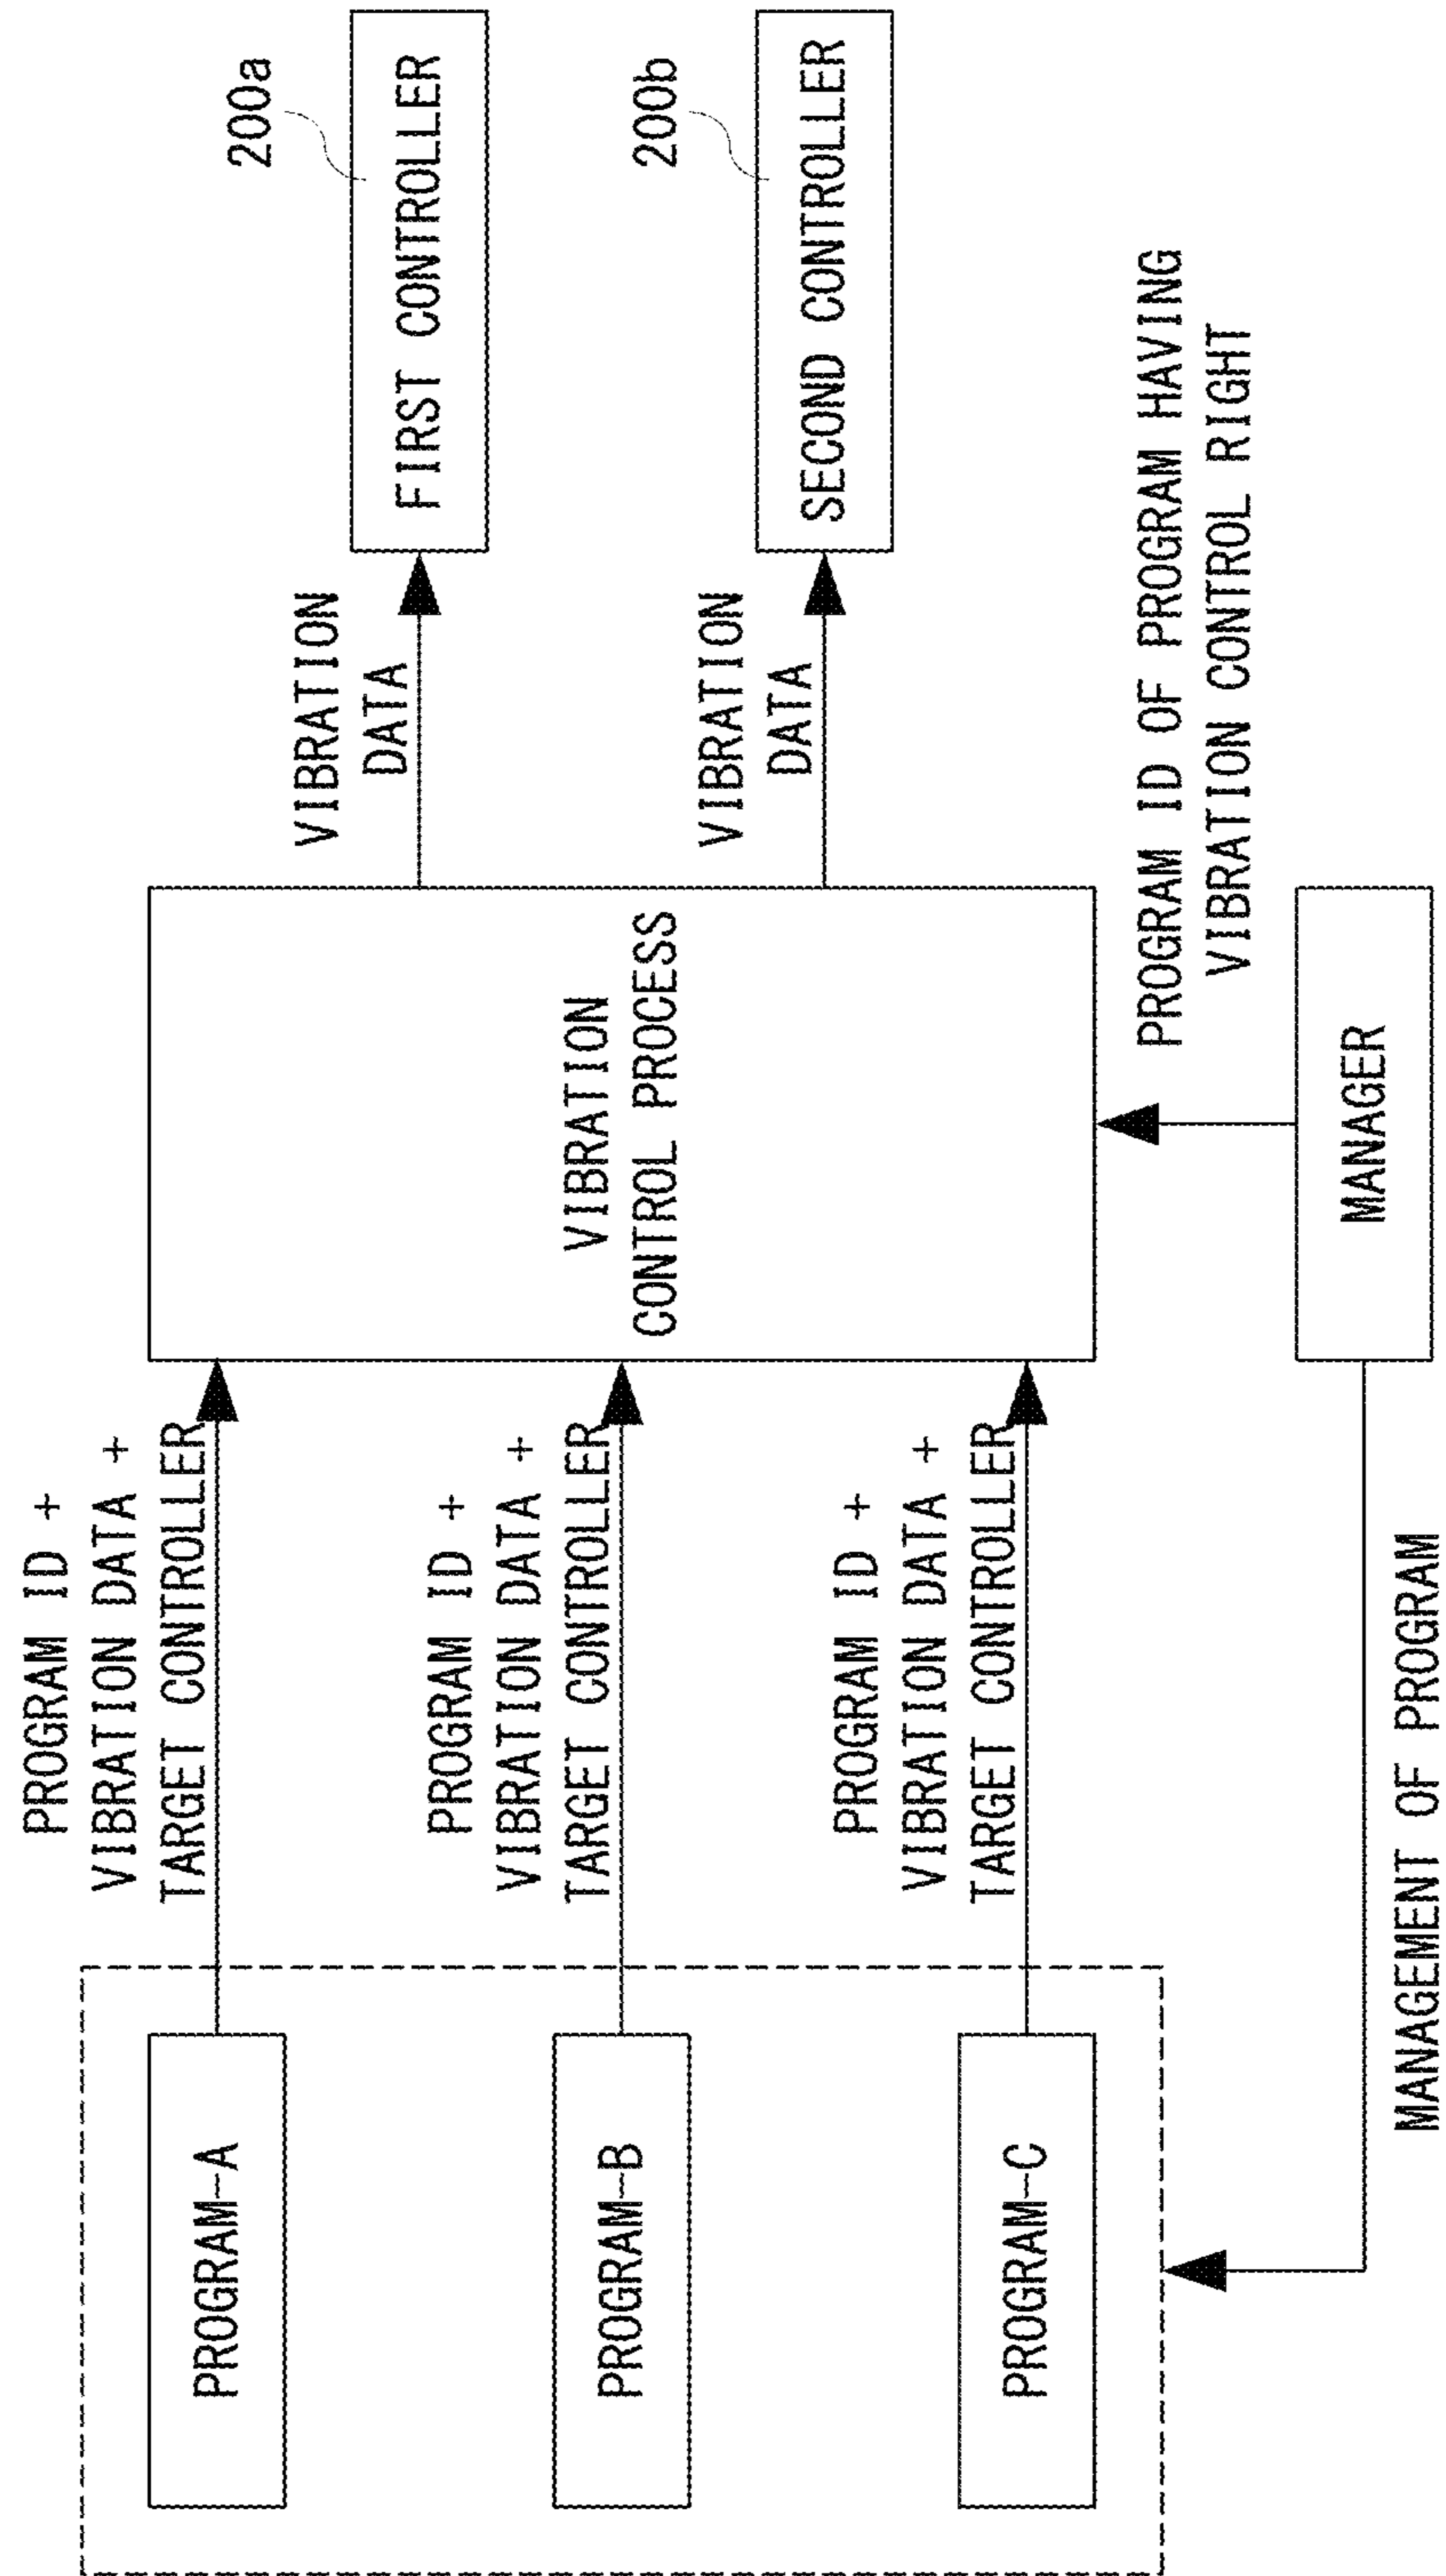 PROGRAM-A
PROGRAM ID +
VIBRATION DATA +
TARGET CONTROLLER
PROGRAM-B
PROGRAM ID +
VIBRATION DATA +
TARGET CONTROLLER
PROGRAM-C
PROGRAM ID +
VIBRATION DATA +
TARGET CONTROLLER
VIBRATION
CONTROL PROCESS
VIBRATION
DATA
200a
FIRST CONTROLLER
VIBRATION
DATA
200b
SECOND CONTROLLER
PROGRAM ID OF PROGRAM HAVING
VIBRATION CONTROL RIGHT
MANAGER
MANAGEMENT OF PROGRAM